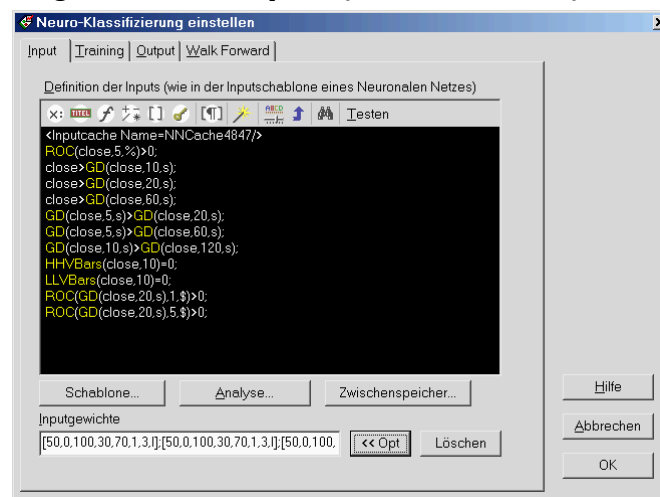 Neuro-Klassifizierung einstellen
Input Training Output Walk Forward
Definition der Inputs (wie in der Inputschablone eines Neuronalen Netzes)
Testen
<Inputcache Name=NNCache4847/>
ROC(close,5,%)>0;
close>GD(close,10,s);
close>GD(close,20,s);
close>GD(close,60,s);
GD(close,5,s)>GD(close,20,s);
GD(close,5,s)>GD(close,60,s);
GD(close,10,s)>GD(close,120,s);
HHVBars(close,10)=0;
LLVBars(close,10)=0;
ROC(GD(close,20,s),1,$)>0;
ROC(GD(close,20,s),5,$)>0;
Schablone... Analyse... Zwischenspeicher...
Inputgewichte
[50,0,100,30,70,1,3,I];[50,0,100,30,70,1,3,I];[50,0,100, << Opt Löschen
Hilfe
Abbrechen
OK